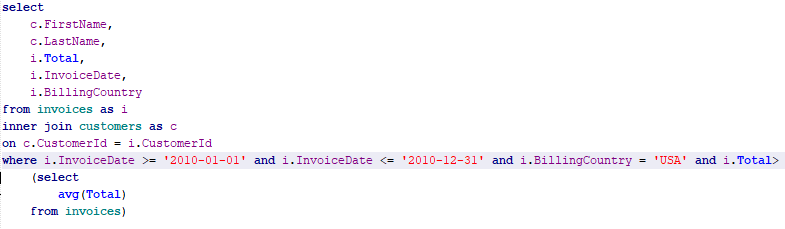 select
    c.FirstName,
    c.LastName,
    i.Total,
    i.InvoiceDate,
    i.BillingCountry
from invoices as i
inner join customers as c
on c.CustomerId = i.CustomerId
where i.InvoiceDate >= '2010-01-01' and i.InvoiceDate <= '2010-12-31' and i.BillingCountry = 'USA' and i.Total>
    (select
        avg(Total)
    from invoices)